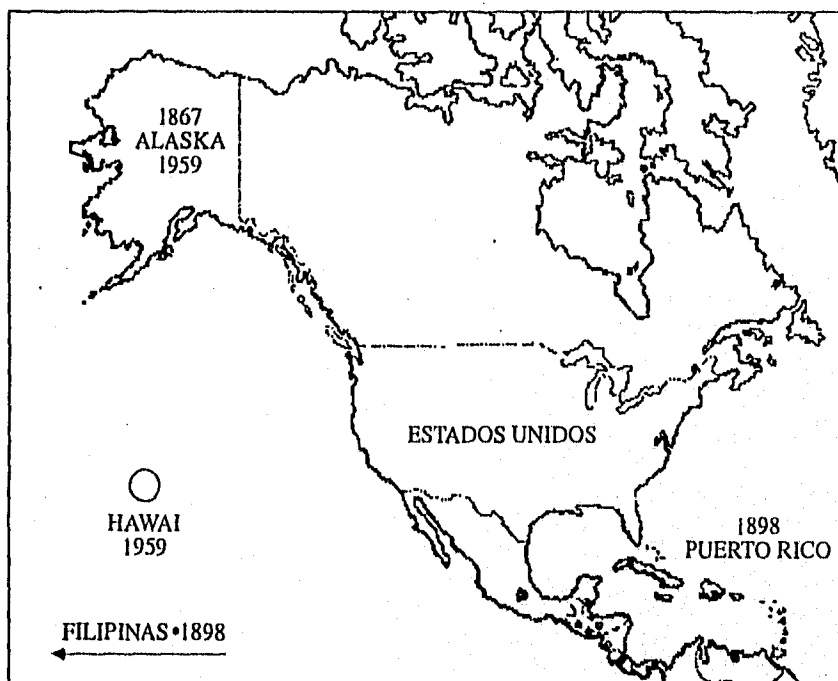 1867
ALASKA
1959
ESTADOS UNIDOS
HAWAI
1959
1898
PUERTO RICO
FILIPINAS•1898